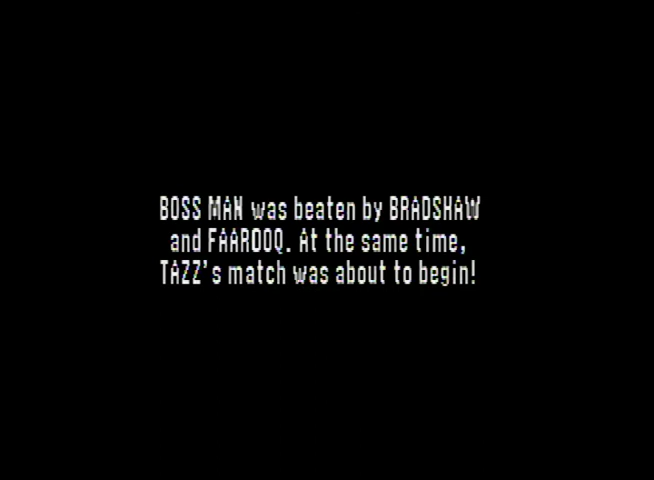 BOSS MAN was beaten by BRADSHAW
and FAAROOQ. At the same time,
TAZZ's match was about to begin!